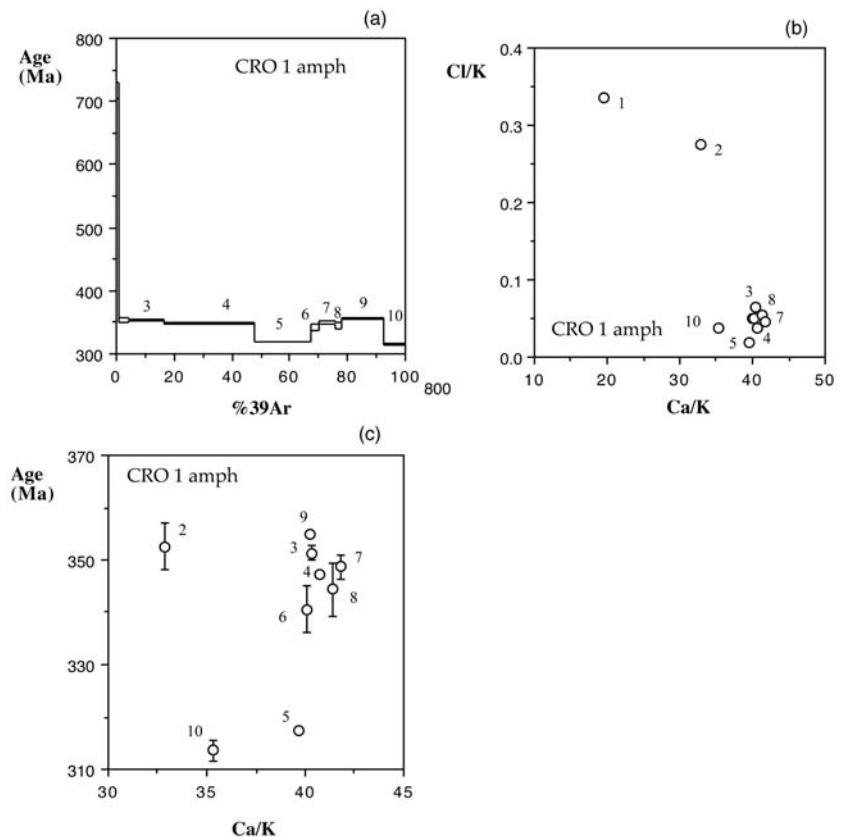 (a)
800
Age
(Ma)
CRO 1 amph
700
600
500
400
3 4 5 6 7 8 9 10
300
0 20 40 60 80 100 800
%39Ar
(b)
0.4
Cl/K
1
0.3
2
0.2
0.1
3 8
10 7
CRO 1 amph 5 4
0.0
10 20 30 40 50
Ca/K
(c)
370
Age
(Ma)
CRO 1 amph
2 9
3 7
350
4
8
6
330
10 5
310
30 35 40 45
Ca/K